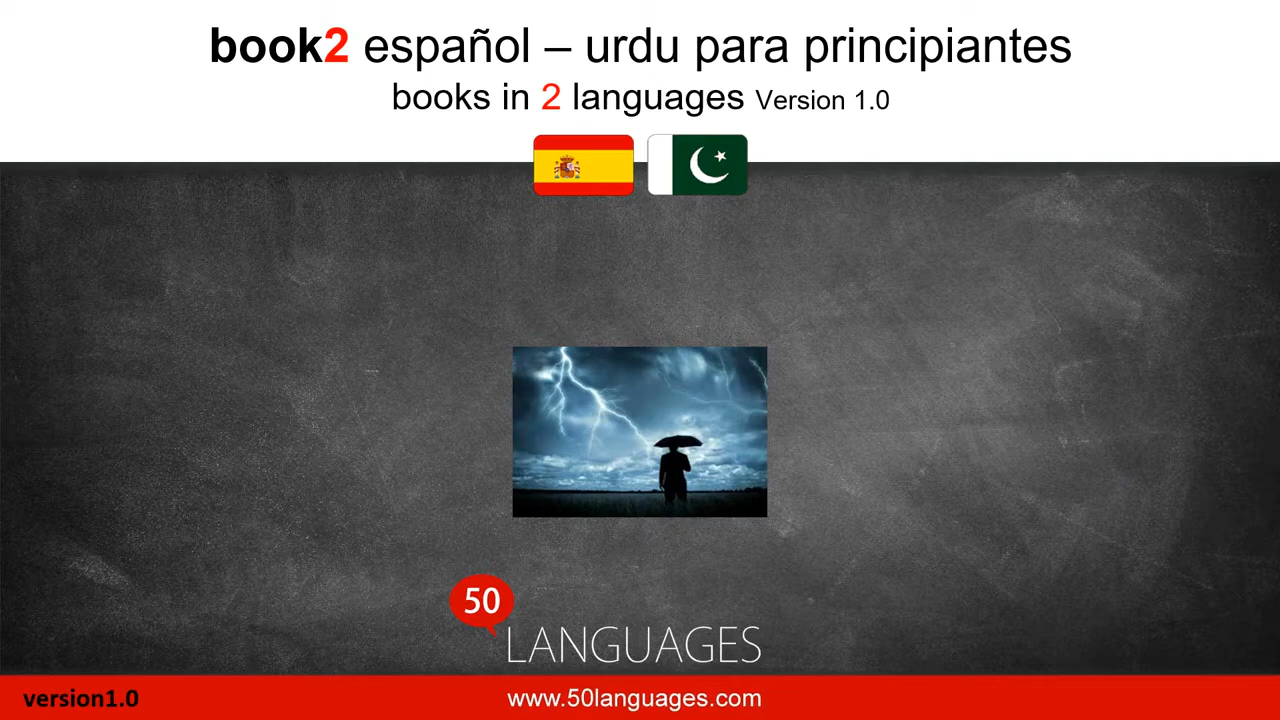 book2 español – urdu para principiantes
books in 2 languages Version 1.0
50
LANGUAGES
version1.0
www.50languages.com